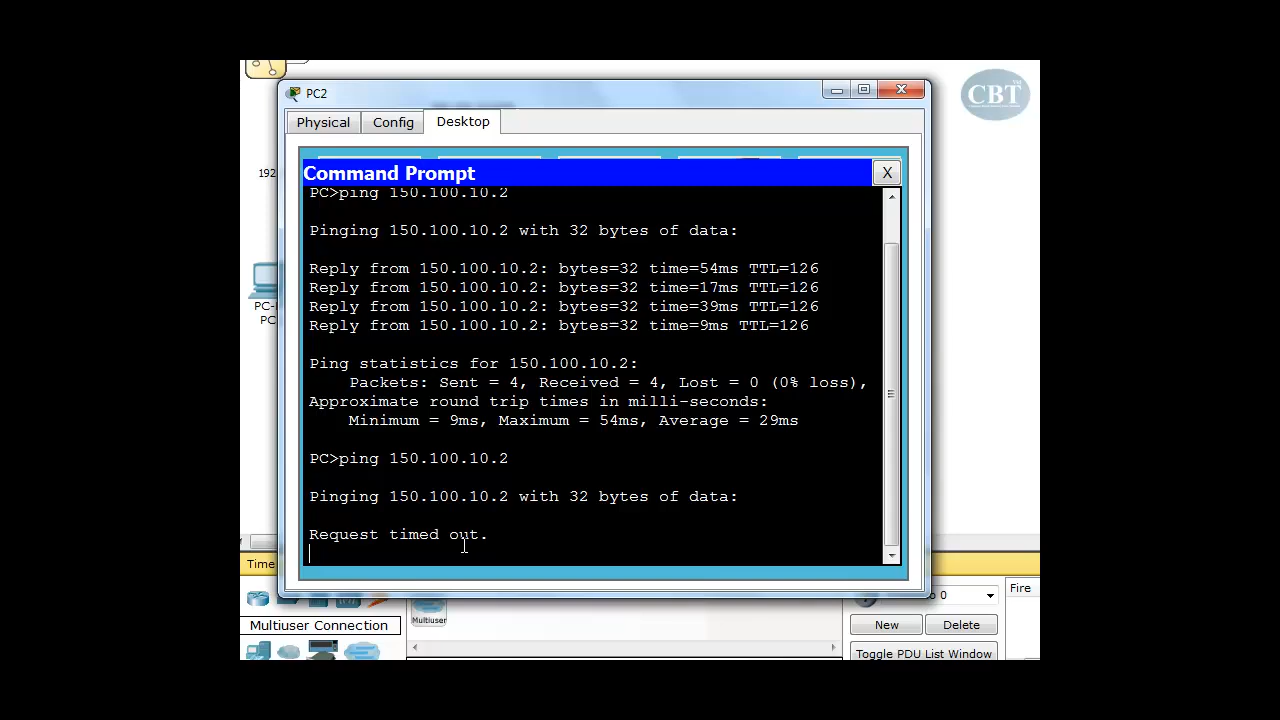 PC2
CBT
Physical
Config
Desktop
Command Prompt
X
192
PC>ping 150.100.10.2
Pinging 150.100.10.2 with 32 bytes of data:
Reply from 150.100.10.2: bytes=32 time=54ms TTL=126
Reply from 150.100.10.2: bytes=32 time=17ms TTL=126
Reply from 150.100.10.2: bytes=32 time=39ms TTL=126
Reply from 150.100.10.2: bytes=32 time=9ms TTL=126
PC-
PC
Ping statistics for 150.100.10.2:
Packets: Sent = 4, Received = 4, Lost = 0 (0% loss),
Approximate round trip times in milli-seconds:
Minimum = 9ms, Maximum = 54ms, Average = 29ms
PC>ping 150.100.10.2
Pinging 150.100.10.2 with 32 bytes of data:
Request timed out.
Time
o 0
Fire
Multiuser Connection
Multiuser
New
Delete
Toggle PDU List Window